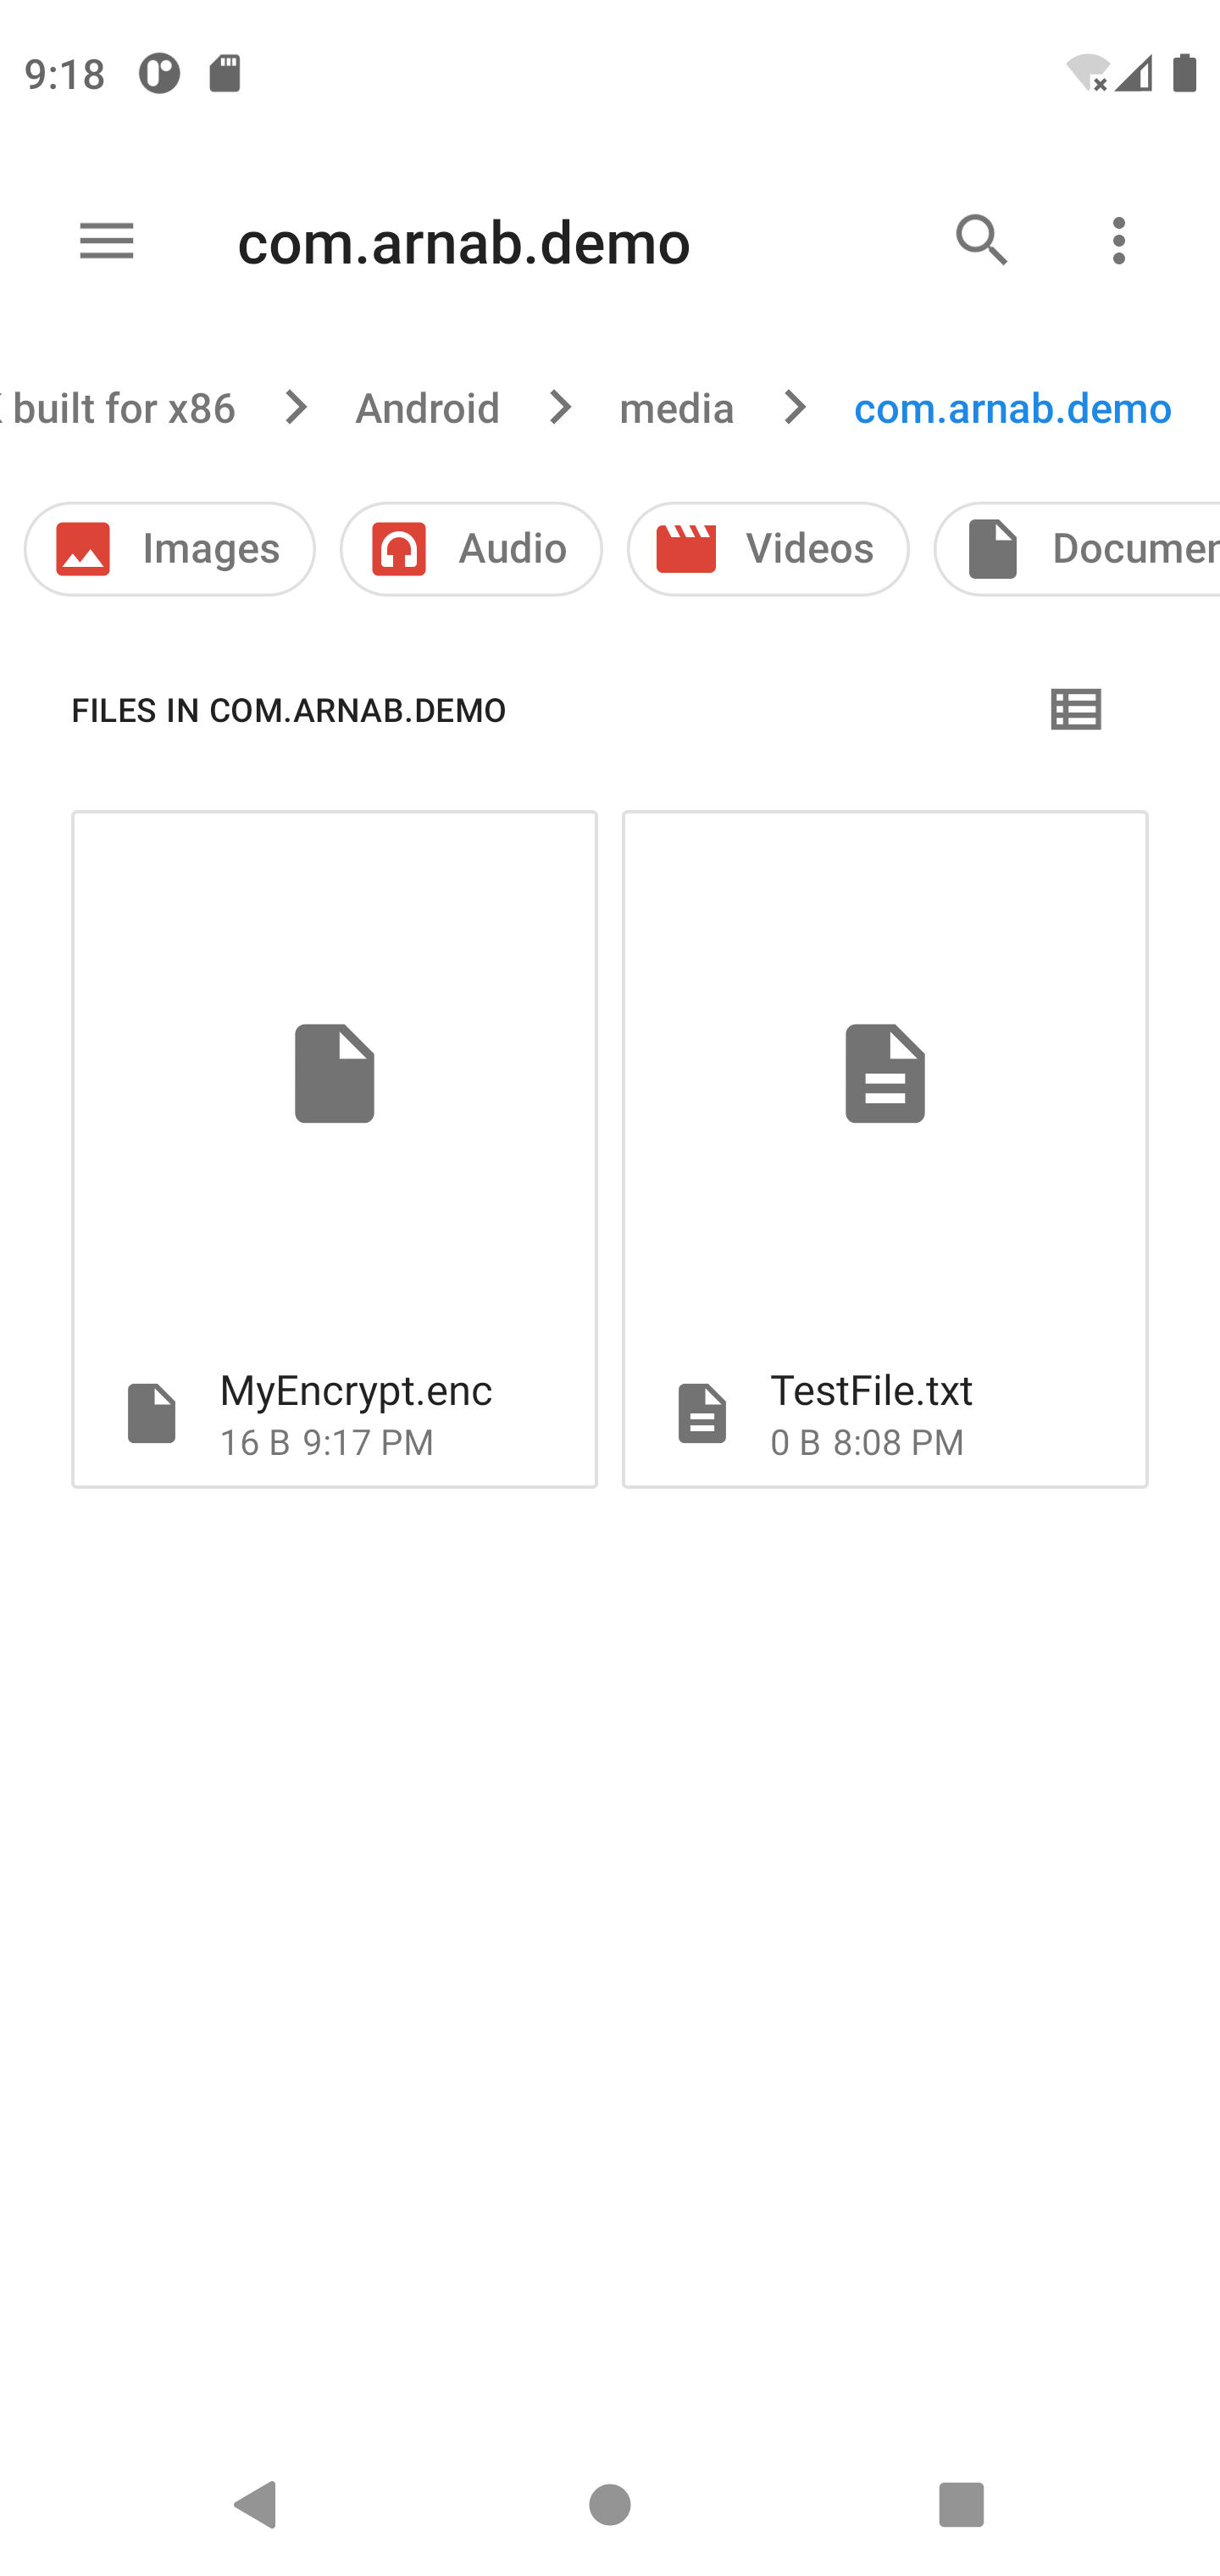 9:18
com.arnab.demo
built for x86 Android media com.arnab.demo
Images Audio Videos
FILES IN COM.ARNAB.DEMO
MyEncrypt.enc
16 B 9:17 PM
TestFile.txt
0 B 8:08 PM